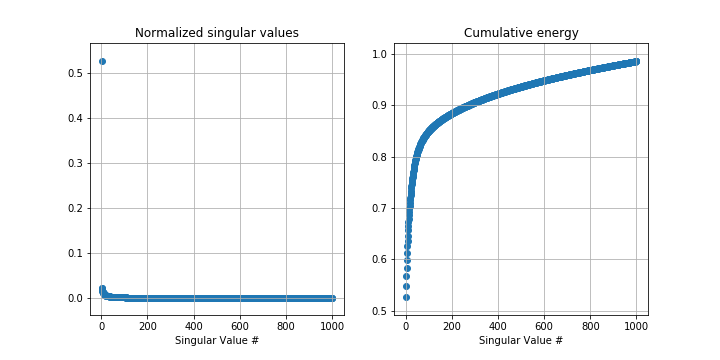 Normalized singular values
0.5
0.4
0.3
0.2
0.1
0.0
0 200 400 600 800 1000
Singular Value #
Cumulative energy
1.0
0.9
0.8
0.7
0.6
0.5
0 200 400 600 800 1000
Singular Value #